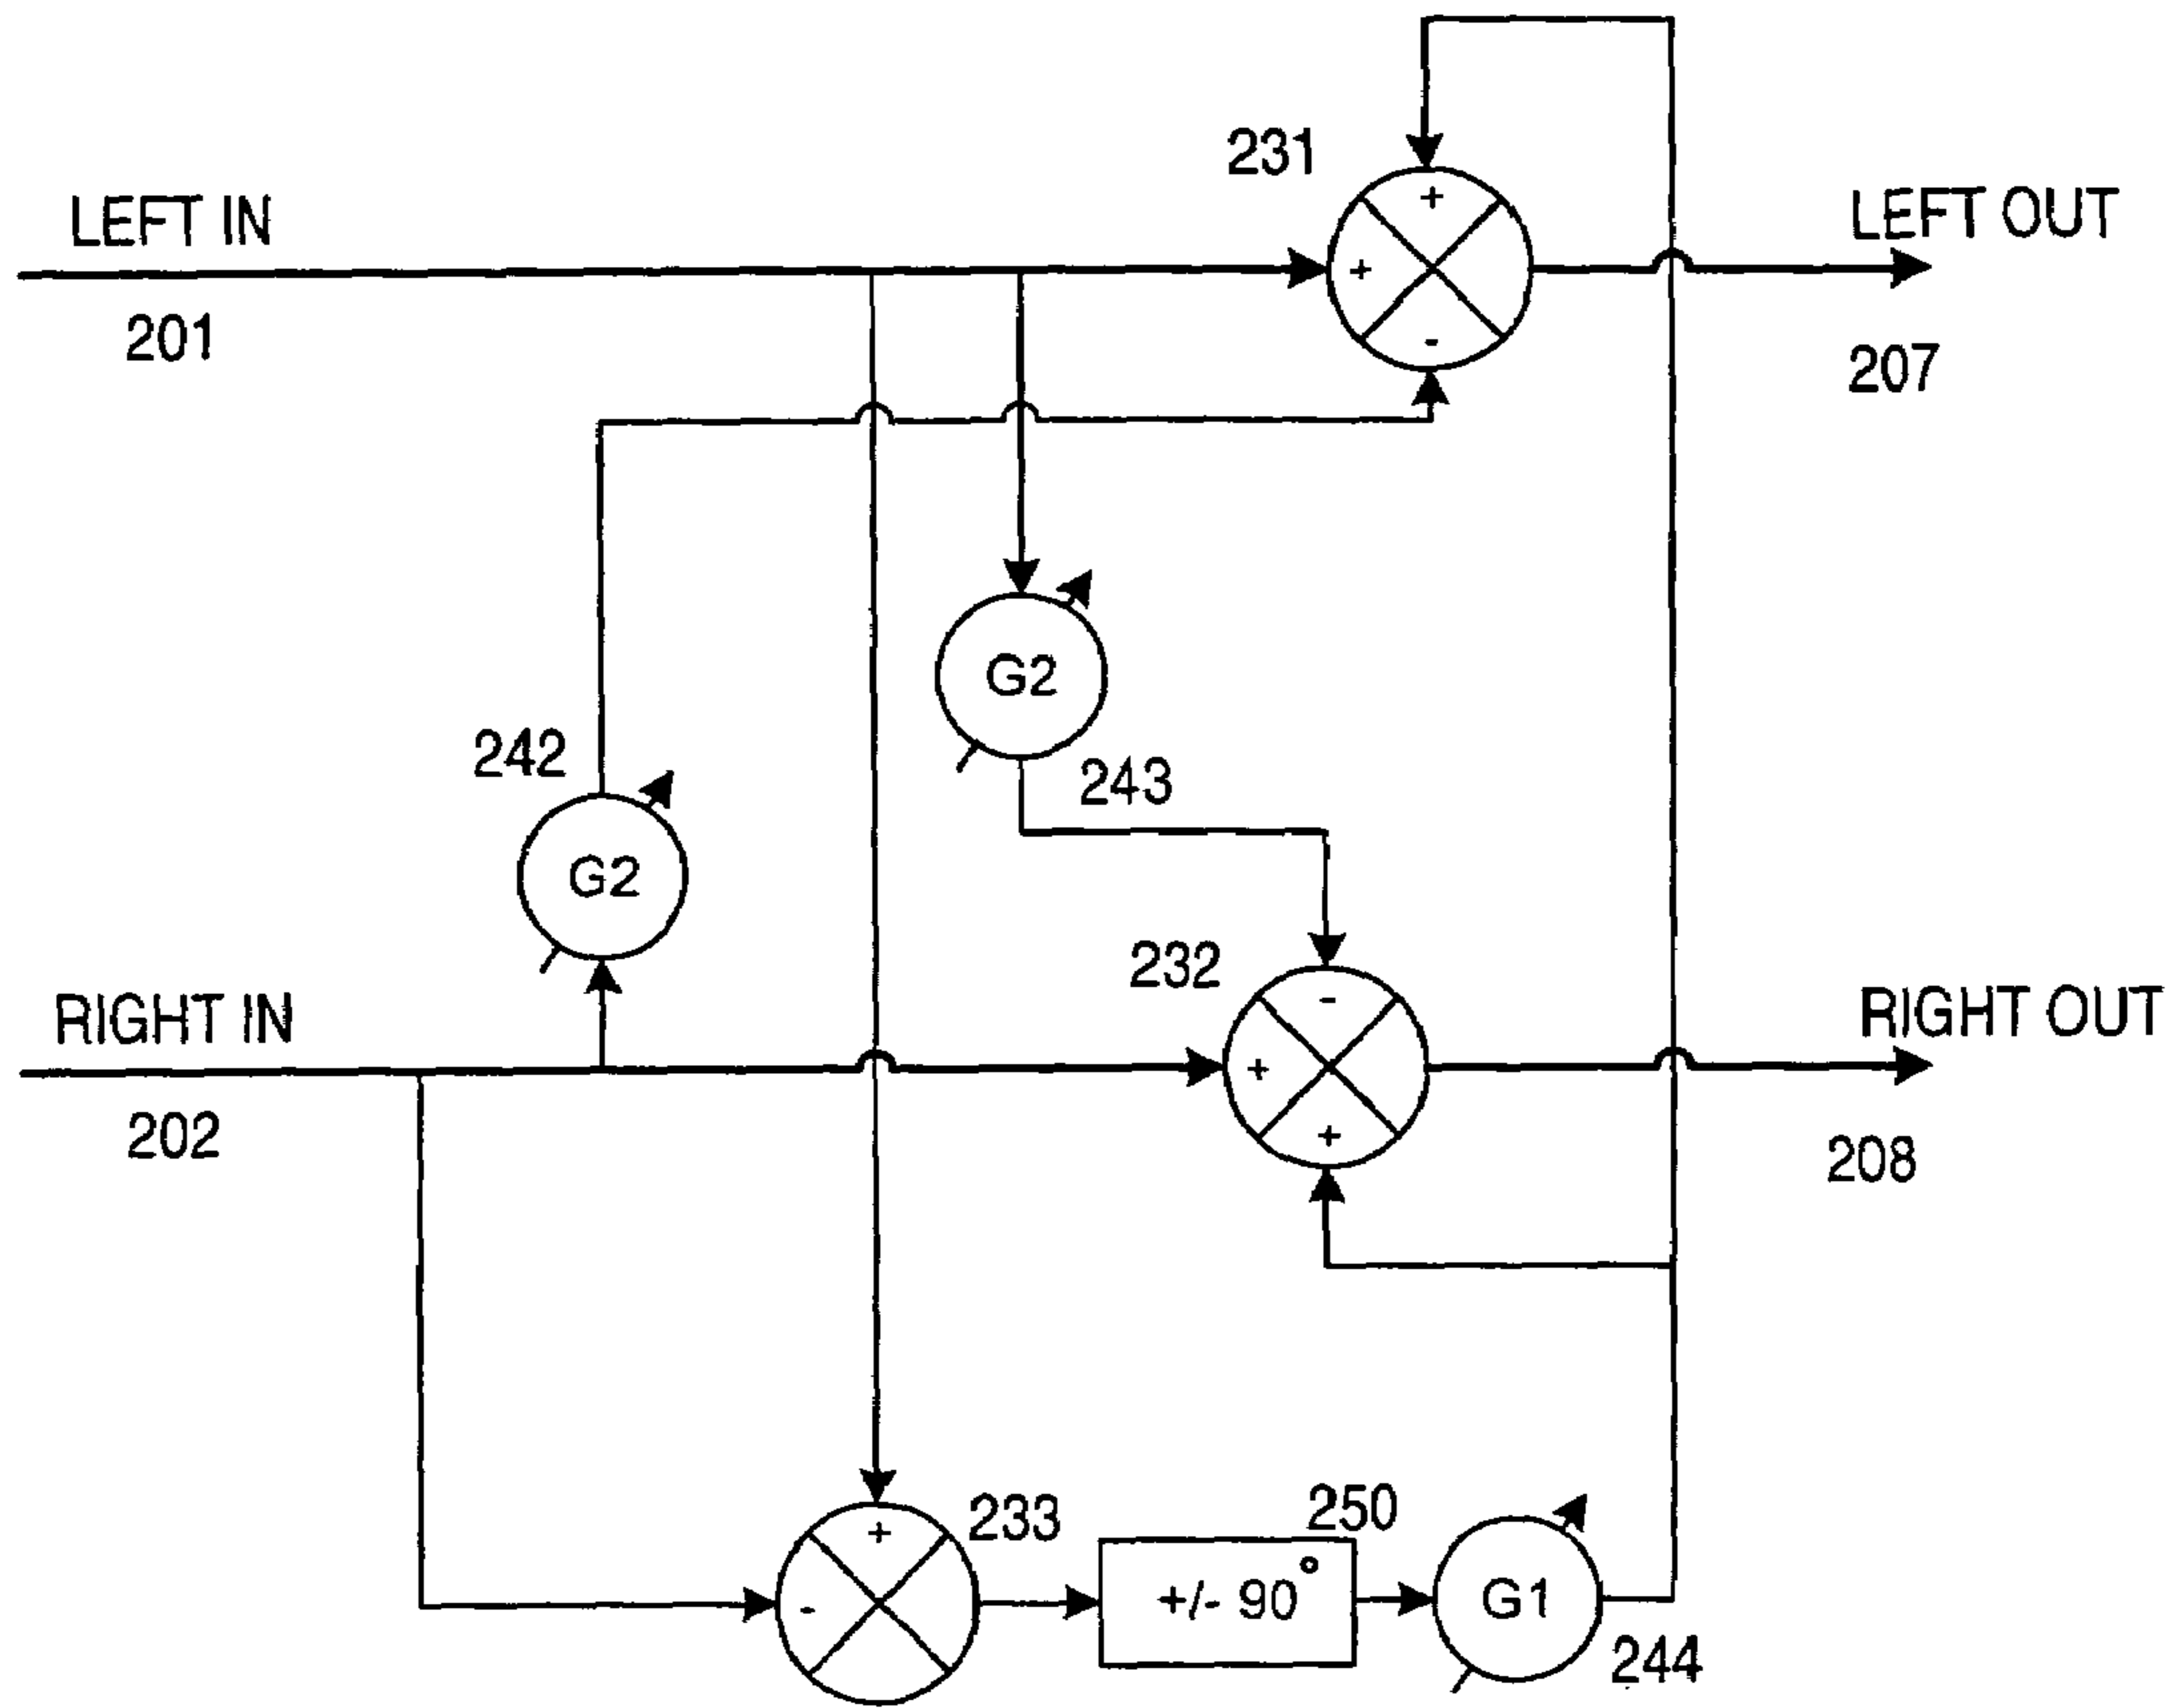 231
LEFT IN
+
LEFT OUT
+
201
-
207
G2
242
243
G2
232
RIGHT IN
-
RIGHT OUT
+
202
+
208
250
233
+
+/- 90°
-
G1
244